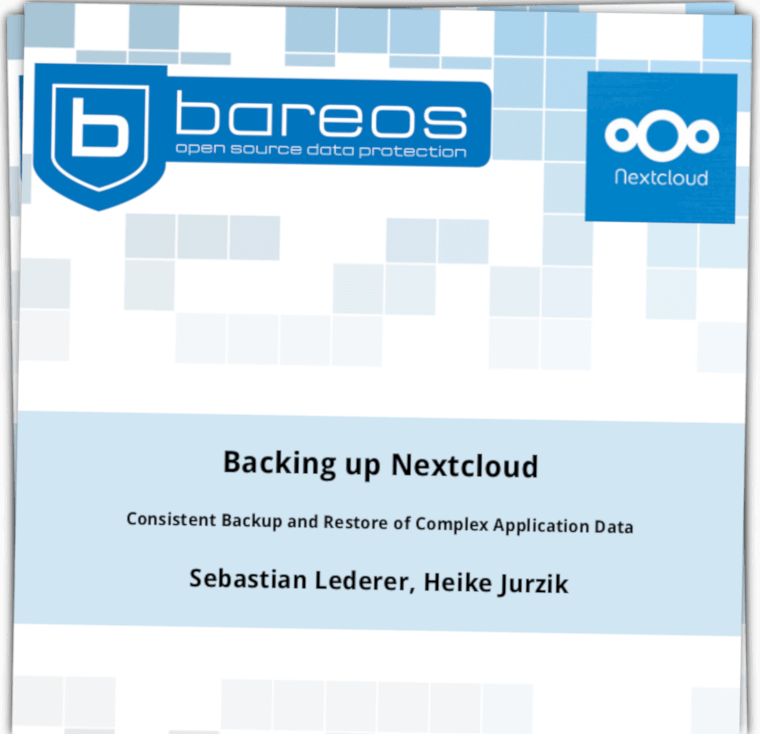 b bareos
open source data protection
Nextcloud
Backing up Nextcloud
Consistent Backup and Restore of Complex Application Data
Sebastian Lederer, Heike Jurzik